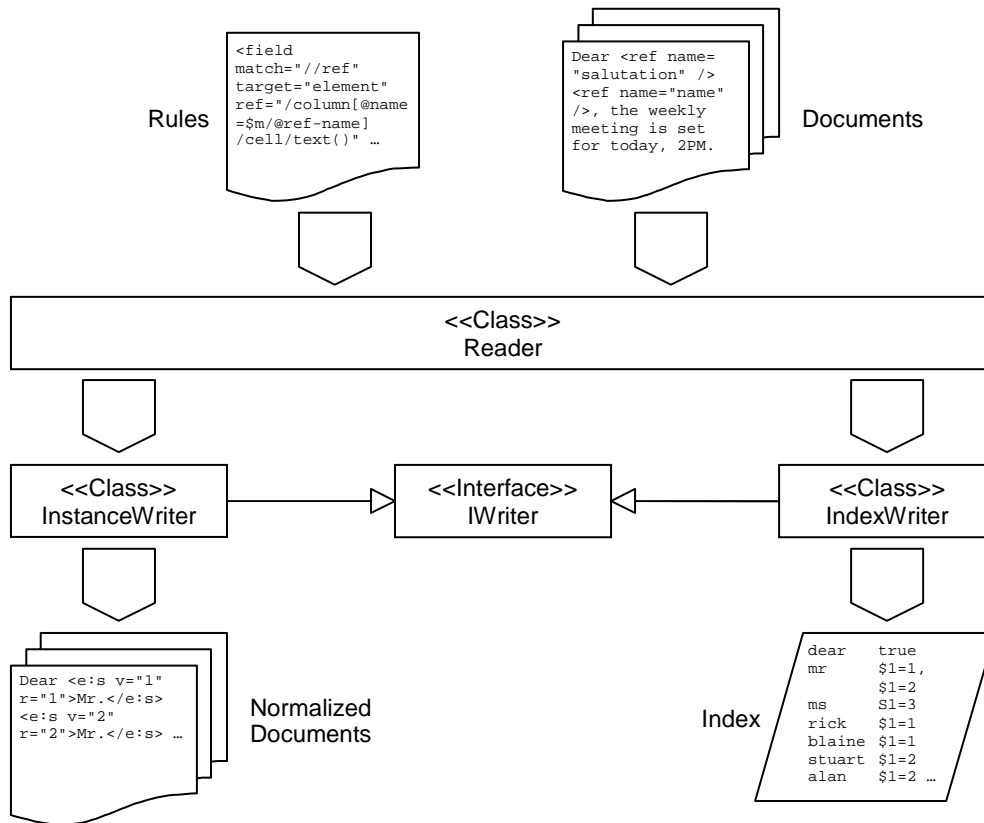 Rules
<field
match="//ref"
target="element"
ref="/column[@name
=$m/@ref-name]
/cell/text()" …
Dear <ref name=
"salutation" />
<ref name="name"
/>, the weekly
meeting is set
for today, 2PM.
Documents
<<Class>>
Reader
<<Class>>
InstanceWriter
<<Interface>>
IWriter
<<Class>>
IndexWriter
Dear <e:s v="1"
r="1">Mr.</e:s>
<e:s v="2"
r="2">Mr.</e:s> …
Normalized
Documents
Index
dear true
mr $1=1,
$1=2
ms S1=3
rick $1=1
blaine $1=1
stuart $1=2
alan $1=2 …